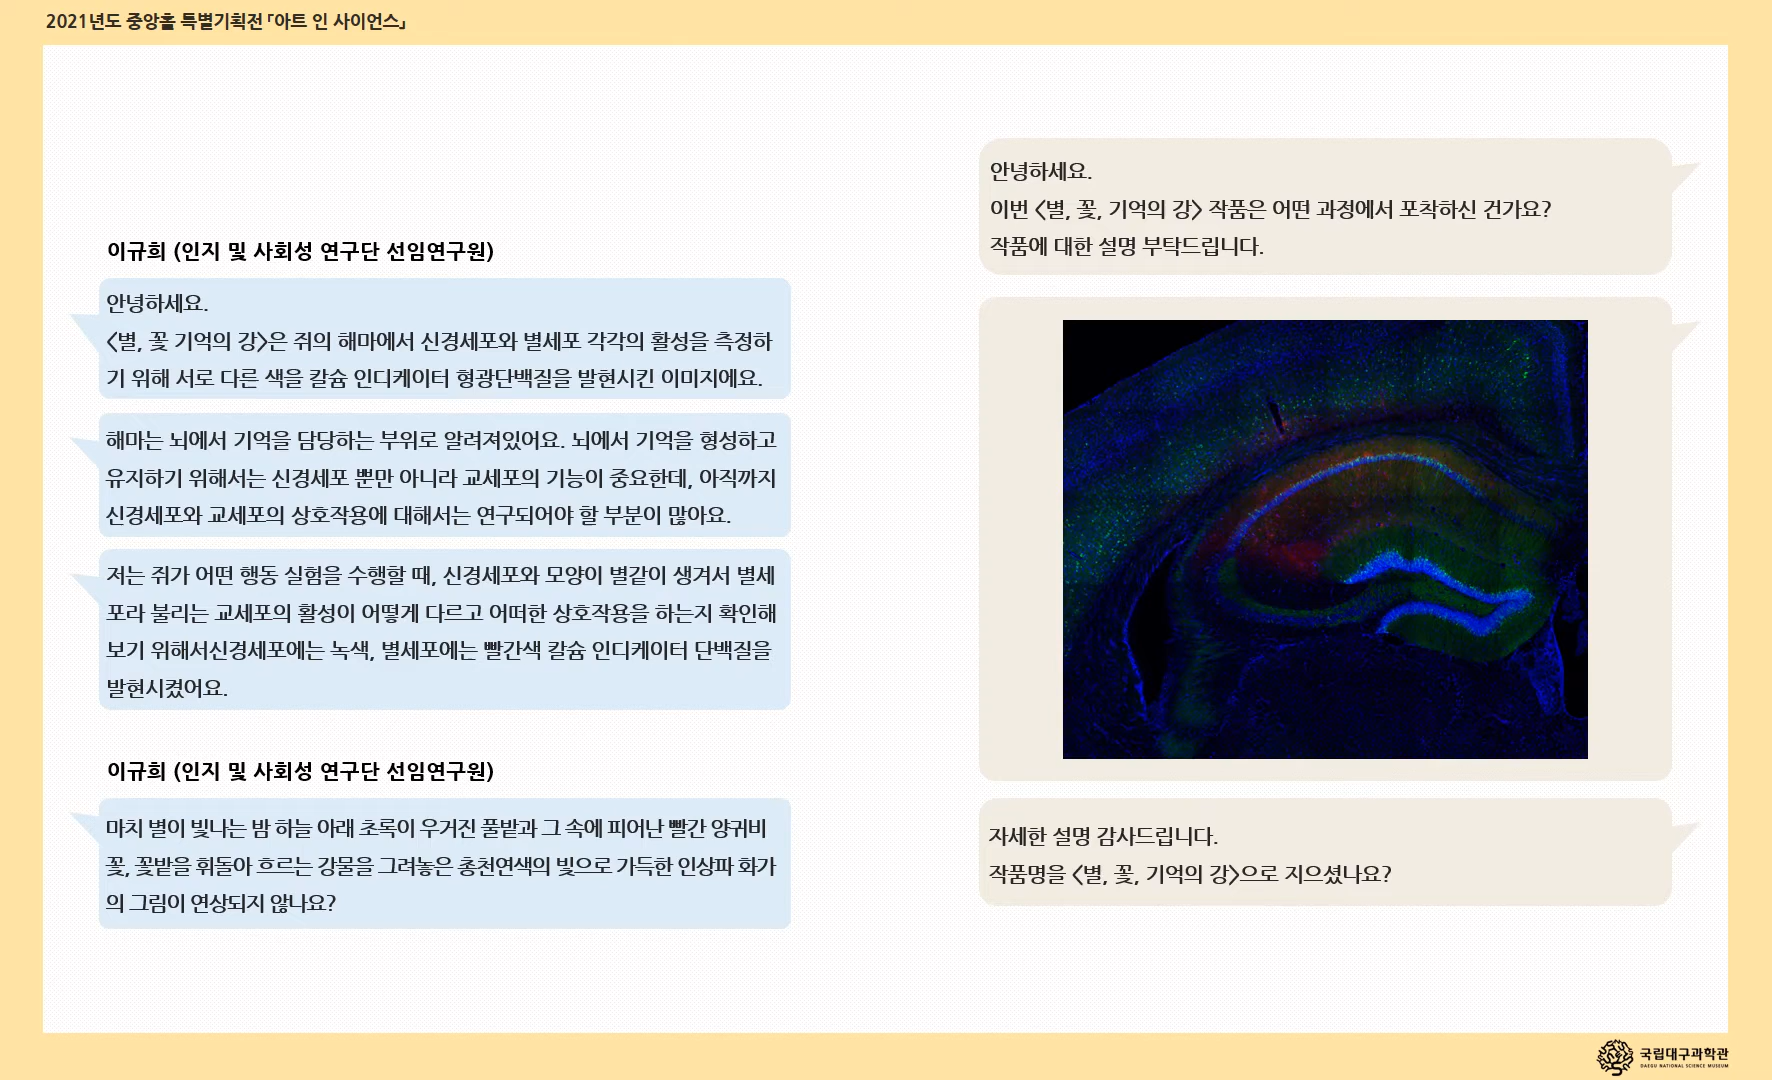 2021년도 중앙홀 특별기획전 「아트 인 사이언스」
안녕하세요.
이번 <별, 꽃, 기억의 강> 작품은 어떤 과정에서 포착하신 건가요?
작품에 대한 설명 부탁드립니다.
이규희 (인지 및 사회성 연구단 선임연구원)
안녕하세요.
<별, 꽃 기억의 강>은 쥐의 해마에서 신경세포와 별세포 각각의 활성을 측정하
기 위해 서로 다른 색을 칼슘 인디케이터 형광단백질을 발현시킨 이미지에요.
해마는 뇌에서 기억을 담당하는 부위로 알려져있어요. 뇌에서 기억을 형성하고
유지하기 위해서는 신경세포 뿐만 아니라 교세포의 기능이 중요한데, 아직까지
신경세포와 교세포의 상호작용에 대해서는 연구되어야 할 부분이 많아요.
저는 쥐가 어떤 행동 실험을 수행할 때, 신경세포와 모양이 별같이 생겨서 별세
포라 불리는 교세포의 활성이 어떻게 다르고 어떠한 상호작용을 하는지 확인해
보기 위해서신경세포에는 녹색, 별세포에는 빨간색 칼슘 인디케이터 단백질을
발현시켰어요.
자세한 설명 감사드립니다.
작품명을 <별, 꽃, 기억의 강>으로 지으셨나요?
이규희 (인지 및 사회성 연구단 선임연구원)
마치 별이 빛나는 밤 하늘 아래 초록이 우거진 풀밭과 그 속에 피어난 빨간 양귀비
꽃, 꽃밭을 휘돌아 흐르는 강물을 그려놓은 총천연색의 빛으로 가득한 인상파 화가
의 그림이 연상되지 않나요?
국립대구과학관
DAEGU NATIONAL SCIENCE MUSEUM